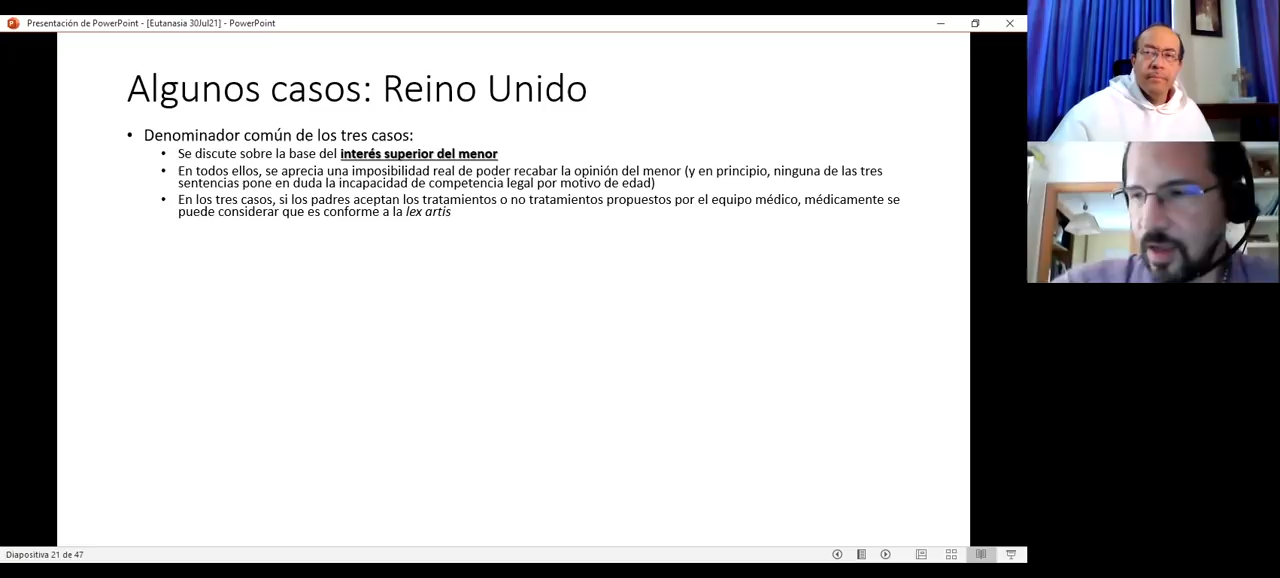 Presentación de PowerPoint - [Eutanasia 30Jul21] - PowerPoint
Algunos casos: Reino Unido
• Denominador común de los tres casos:
• Se discute sobre la base del interés superior del menor
• En todos ellos, se aprecia una imposibilidad real de poder recabar la opinión del menor (y en principio, ninguna de las tres
sentencias pone en duda la incapacidad de competencia legal por motivo de edad)
• En los tres casos, si los padres aceptan los tratamientos o no tratamientos propuestos por el equipo médico, médicamente se
puede considerar que es conforme a la lex artis
Diapositiva 21 de 47